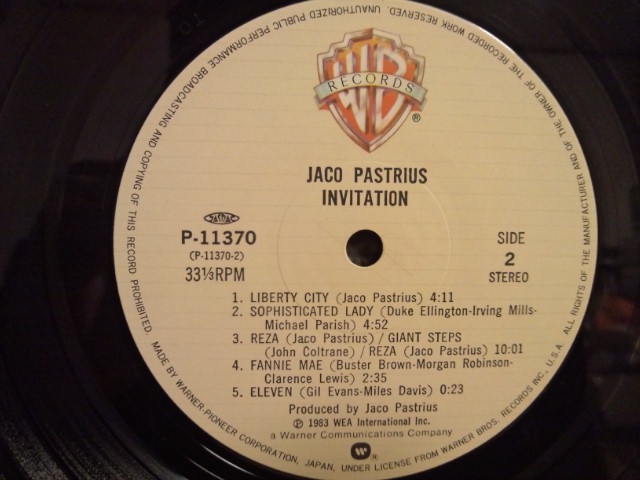 UNAUTHORIZED PUBLIC PERFORMANCE BROADCASTING AND COPYING OF THIS RECORD PROHIBITED.
ALL RIGHTS OF THE MANUFACTURER AND OF THE OWNER OF THE RECORDED WORK RESERVED.
WB
RECORDS
®
JACO PASTRIUS
INVITATION
P-11370
(P-11370-2)
33⅓RPM
SIDE
2
STEREO
1. LIBERTY CITY (Jaco Pastrius) 4:11
2. SOPHISTICATED LADY (Duke Ellington-Irving Mills-
Michael Parish) 4:52
3. REZA (Jaco Pastrius) / GIANT STEPS
(John Coltrane) / REZA (Jaco Pastrius) 10:01
4. FANNIE MAE (Buster Brown-Morgan Robinson-
Clarence Lewis) 2:35
5. ELEVEN (Gil Evans-Miles Davis) 0:23
Produced by Jaco Pastrius
℗ 1983 WEA International Inc.
a Warner Communications Company
MADE BY WARNER-PIONEER CORPORATION, JAPAN, UNDER LICENSE FROM WARNER BROS. RECORDS INC., U.S.A.